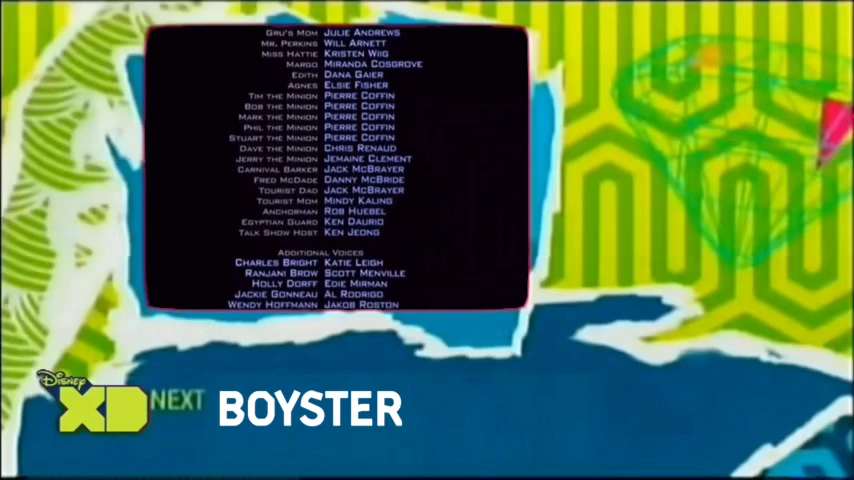 Gru's Mom Julie Andrews
Mr. Perkins Will Arnett
Miss Hattie Kristen Wiig
Margo Miranda Cosgrove
Edith Dana Gaier
Agnes Elsie Fisher
Tim the Minion Pierre Coffin
Bob the Minion Pierre Coffin
Mark the Minion Pierre Coffin
Phil the Minion Pierre Coffin
Stuart the Minion Pierre Coffin
Dave the Minion Chris Renaud
Jerry the Minion Jemaine Clement
Carnival Barker Jack McBrayer
Fred McDade Danny McBride
Tourist Dad Jack McBrayer
Tourist Mom Mindy Kaling
Anchorman Rob Huebel
Egyptian Guard Ken Daurio
Talk Show Host Ken Jeong
Additional Voices
Charles Bright Katie Leigh
Ranjani Brow Scott Menville
Holly Dorff Edie Mirman
Jackie Gonneau Al Rodrigo
Wendy Hoffmann Jakob Roston
Disney XD NEXT BOYSTER